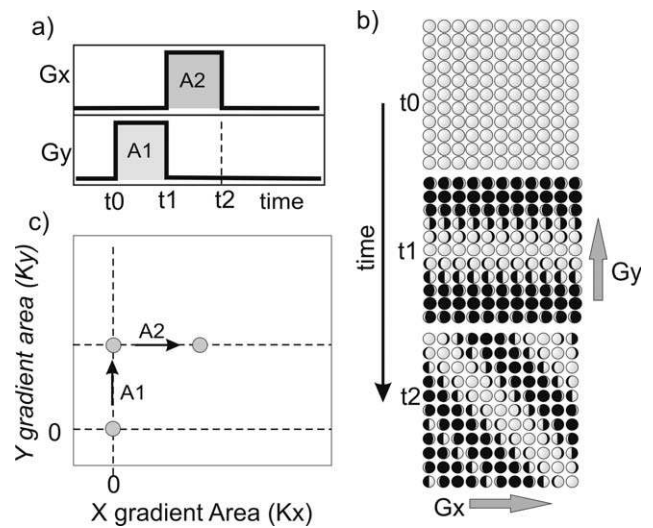 a)
Gx
A2
Gy
A1
t0 t1 t2 time
c)
Y gradient area (Ky)
A2
A1
0
0
X gradient Area (Kx)
b)
t0
time
t1
Gy
t2
Gx